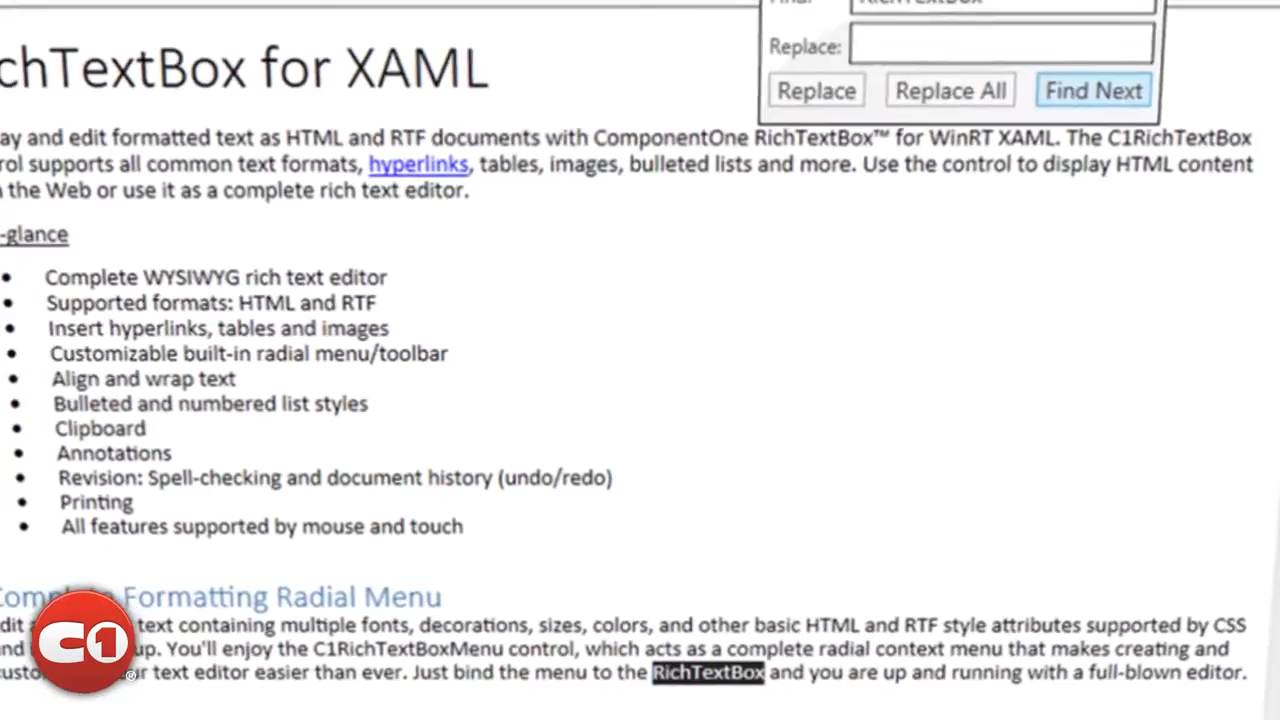 RichTextBox
Replace:
Replace Replace All Find Next
chTextBox for XAML
ay and edit formatted text as HTML and RTF documents with ComponentOne RichTextBox™ for WinRT XAML. The C1RichTextBox
rol supports all common text formats, hyperlinks, tables, images, bulleted lists and more. Use the control to display HTML content
the Web or use it as a complete rich text editor.
-glance
• Complete WYSIWYG rich text editor
• Supported formats: HTML and RTF
• Insert hyperlinks, tables and images
• Customizable built-in radial menu/toolbar
• Align and wrap text
• Bulleted and numbered list styles
• Clipboard
• Annotations
• Revision: Spell-checking and document history (undo/redo)
• Printing
• All features supported by mouse and touch
Formatting Radial Menu
dit text containing multiple fonts, decorations, sizes, colors, and other basic HTML and RTF style attributes supported by CSS
nd up. You'll enjoy the C1RichTextBoxMenu control, which acts as a complete radial context menu that makes creating and
custo r text editor easier than ever. Just bind the menu to the RichTextBox and you are up and running with a full-blown editor.
C1®